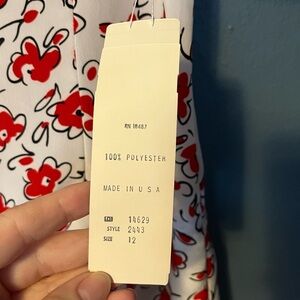 RN 18487
100% POLYESTER
MADE IN U S A
14629
STYLE 2443
SIZE 12